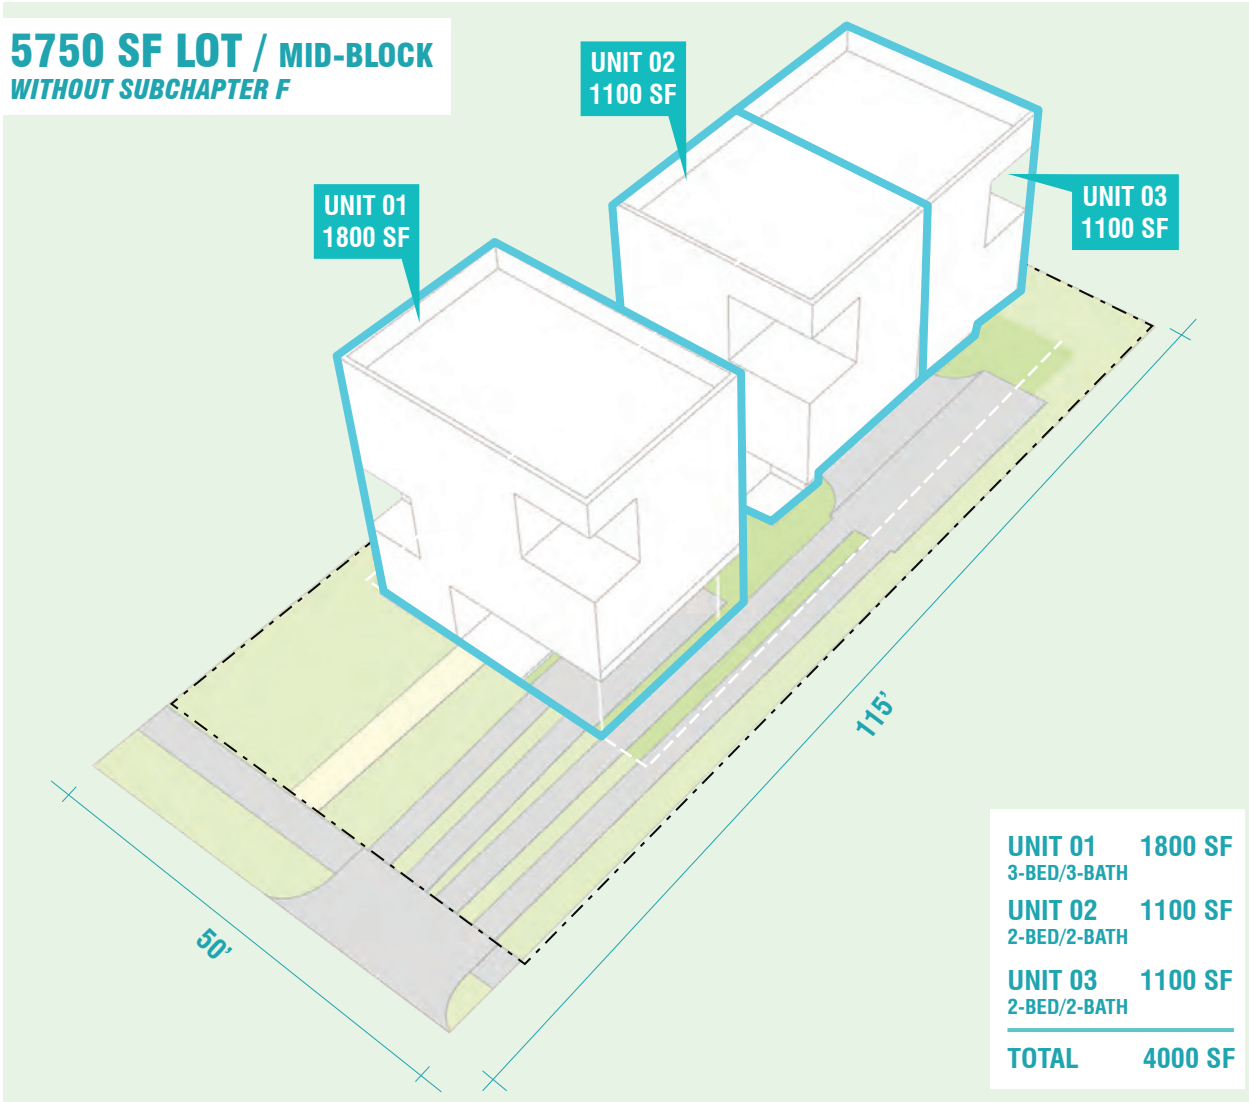 5750 SF LOT / MID-BLOCK
WITHOUT SUBCHAPTER F
UNIT 02
1100 SF
UNIT 01
1800 SF
UNIT 03
1100 SF
115’
50’
UNIT 01 1800 SF
3-BED/3-BATH
UNIT 02 1100 SF
2-BED/2-BATH
UNIT 03 1100 SF
2-BED/2-BATH
TOTAL 4000 SF